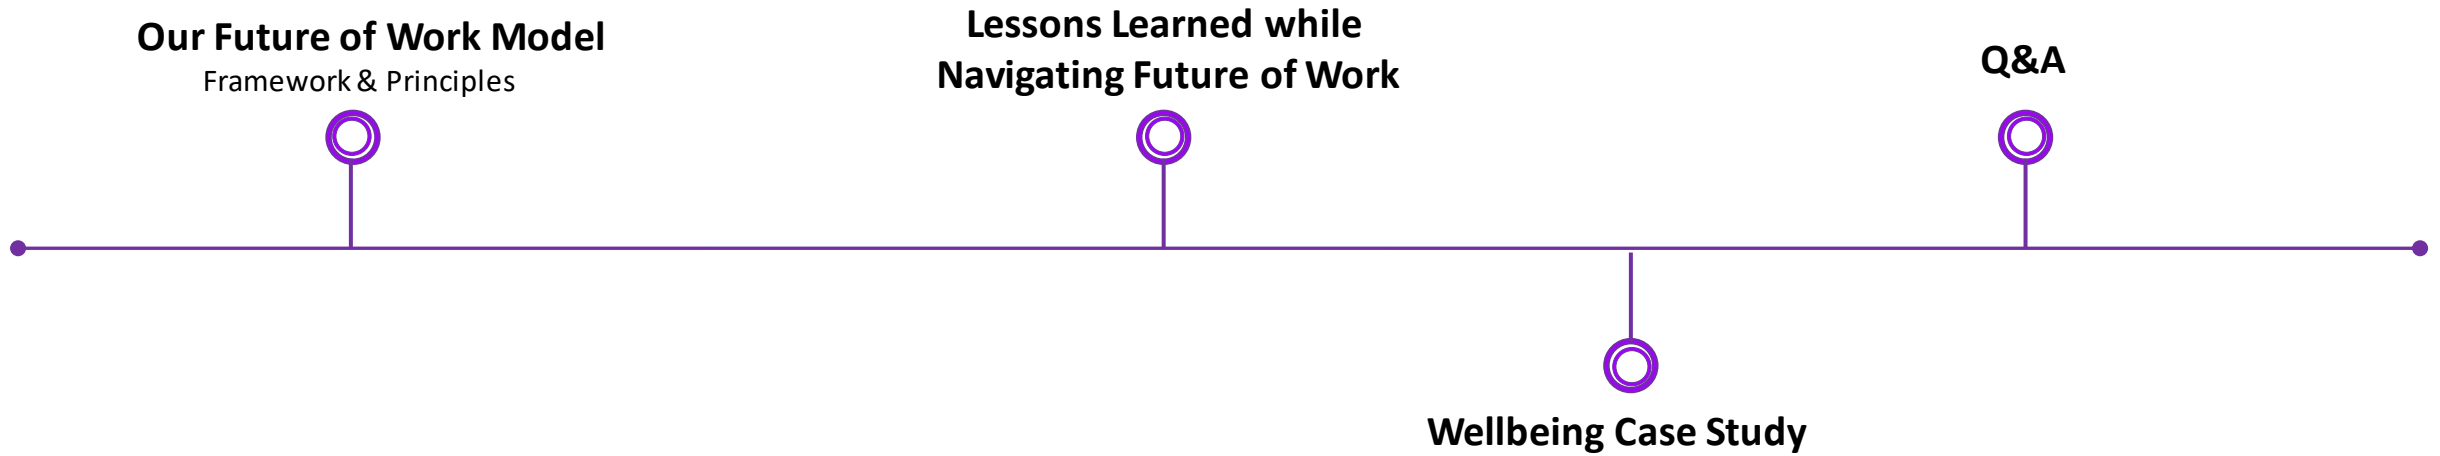 Our Future of Work Model
Framework & Principles
Lessons Learned while
Navigating Future of Work
Wellbeing Case Study
Q&A